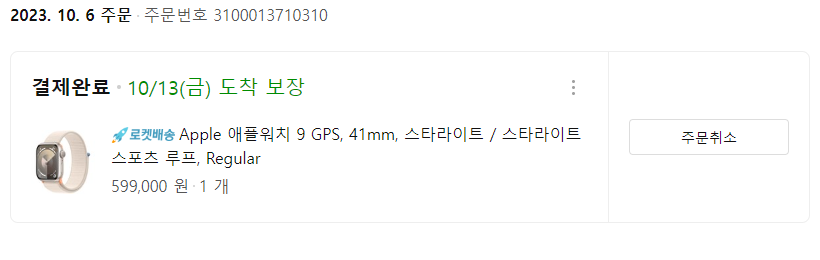 2023. 10. 6 주문 · 주문번호 3100013710310
결제완료 · 10/13(금) 도착 보장
로켓배송 Apple 애플워치 9 GPS, 41mm, 스타라이트 / 스타라이트
스포츠 루프, Regular
599,000 원 · 1 개
주문취소